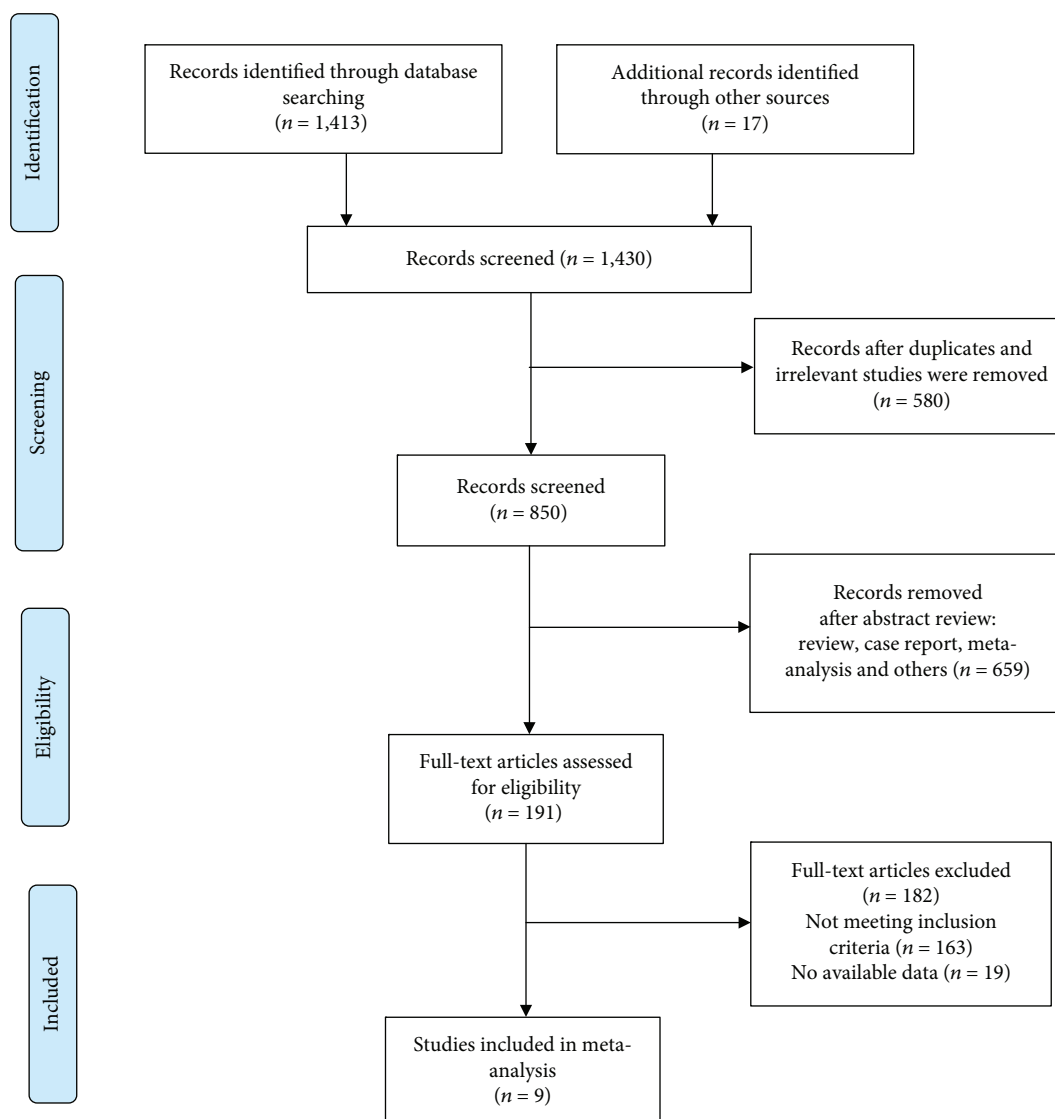 Identification
Records identified through database
searching
(n = 1,413)
Additional records identified
through other sources
(n = 17)
Records screened (n = 1,430)
Screening
Records after duplicates and
irrelevant studies were removed
(n = 580)
Records screened
(n = 850)
Eligibility
Records removed
after abstract review:
review, case report, meta-
analysis and others (n = 659)
Full-text articles assessed
for eligibility
(n = 191)
Included
Full-text articles excluded
(n = 182)
Not meeting inclusion
criteria (n = 163)
No available data (n = 19)
Studies included in meta-
analysis
(n = 9)